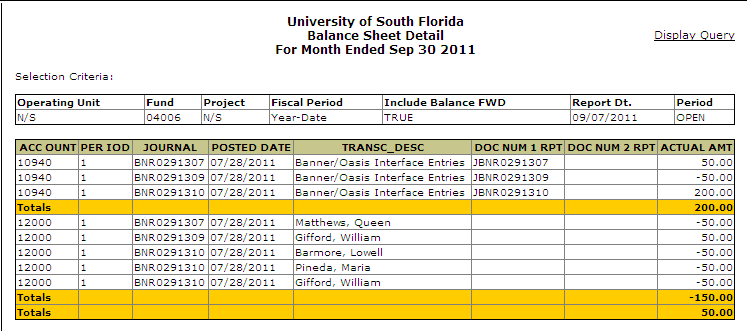 University of South Florida
Balance Sheet Detail
Display Query
For Month Ended Sep 30 2011
Selection Criteria:
Operating Unit Fund Project Fiscal Period Include Balance FWD Report Dt. Period
N/S 04006 N/S Year-Date TRUE 09/07/2011 OPEN
ACC OUNT PER IOD JOURNAL POSTED DATE TRANSC_DESC DOC NUM 1 RPT DOC NUM 2 RPT ACTUAL AMT
10940 1 BNR0291307 07/28/2011 Banner/Oasis Interface Entries JBNR0291307 50.00
10940 1 BNR0291309 07/28/2011 Banner/Oasis Interface Entries JBNR0291309 -50.00
10940 1 BNR0291310 07/28/2011 Banner/Oasis Interface Entries JBNR0291310 200.00
Totals 200.00
12000 1 BNR0291307 07/28/2011 Matthews, Queen -50.00
12000 1 BNR0291309 07/28/2011 Gifford, William 50.00
12000 1 BNR0291310 07/28/2011 Barmore, Lowell -50.00
12000 1 BNR0291310 07/28/2011 Pineda, Maria -50.00
12000 1 BNR0291310 07/28/2011 Gifford, William -50.00
Totals -150.00
Totals 50.00